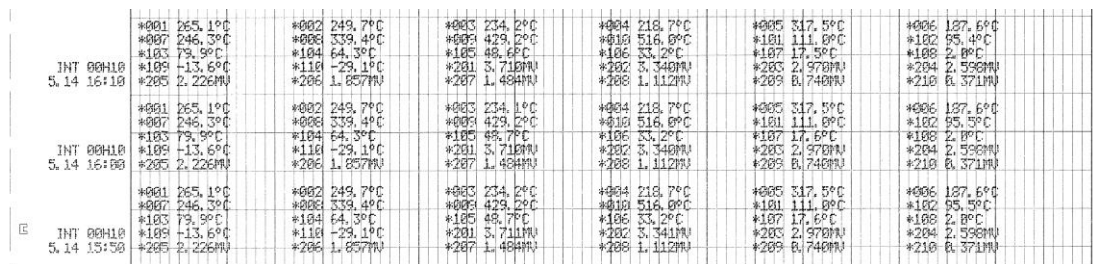 *001 265.1°C *002 249.7°C *003 234.2°C *004 218.7°C *005 317.5°C *006 187.6°C
*007 246.3°C *008 339.4°C *009 429.2°C *010 516.0°C *101 111.0°C *102 95.4°C
*103 79.9°C *104 64.3°C *105 48.6°C *106 33.2°C *107 17.5°C *108 2.0°C
INT 00H10 *109 -13.6°C *110 -29.1°C *201 3.710MV *202 3.340MV *203 2.970MV *204 2.598MV
5.14 16:10 *205 2.226MV *206 1.857MV *207 1.484MV *208 1.112MV *209 0.740MV *210 0.371MV
*001 265.1°C *002 249.7°C *003 234.1°C *004 218.7°C *005 317.5°C *006 187.6°C
*007 246.3°C *008 339.4°C *009 429.2°C *010 516.0°C *101 111.0°C *102 95.5°C
*103 79.9°C *104 64.3°C *105 48.7°C *106 33.2°C *107 17.6°C *108 2.0°C
INT 00H10 *109 -13.6°C *110 -29.1°C *201 3.710MV *202 3.340MV *203 2.970MV *204 2.598MV
5.14 16:00 *205 2.226MV *206 1.857MV *207 1.484MV *208 1.112MV *209 0.740MV *210 0.371MV
*001 265.1°C *002 249.7°C *003 234.2°C *004 218.7°C *005 317.5°C *006 187.6°C
*007 246.3°C *008 339.4°C *009 429.2°C *010 516.0°C *101 111.0°C *102 95.5°C
*103 79.9°C *104 64.3°C *105 48.7°C *106 33.2°C *107 17.6°C *108 2.0°C
INT 00H10 *109 -13.6°C *110 -29.1°C *201 3.711MV *202 3.341MV *203 2.970MV *204 2.598MV
5.14 15:50 *205 2.226MV *206 1.857MV *207 1.484MV *208 1.112MV *209 0.740MV *210 0.371MV